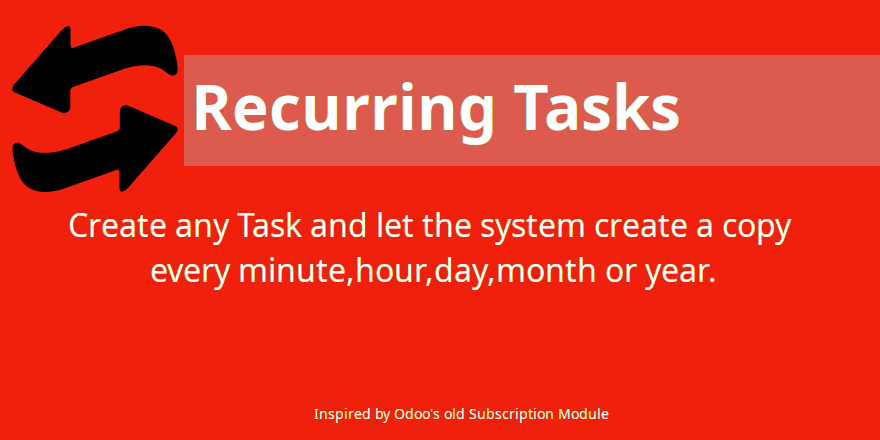 Recurring Tasks
Create any Task and let the system create a copy
every minute,hour,day,month or year.
Inspired by Odoo's old Subscription Module